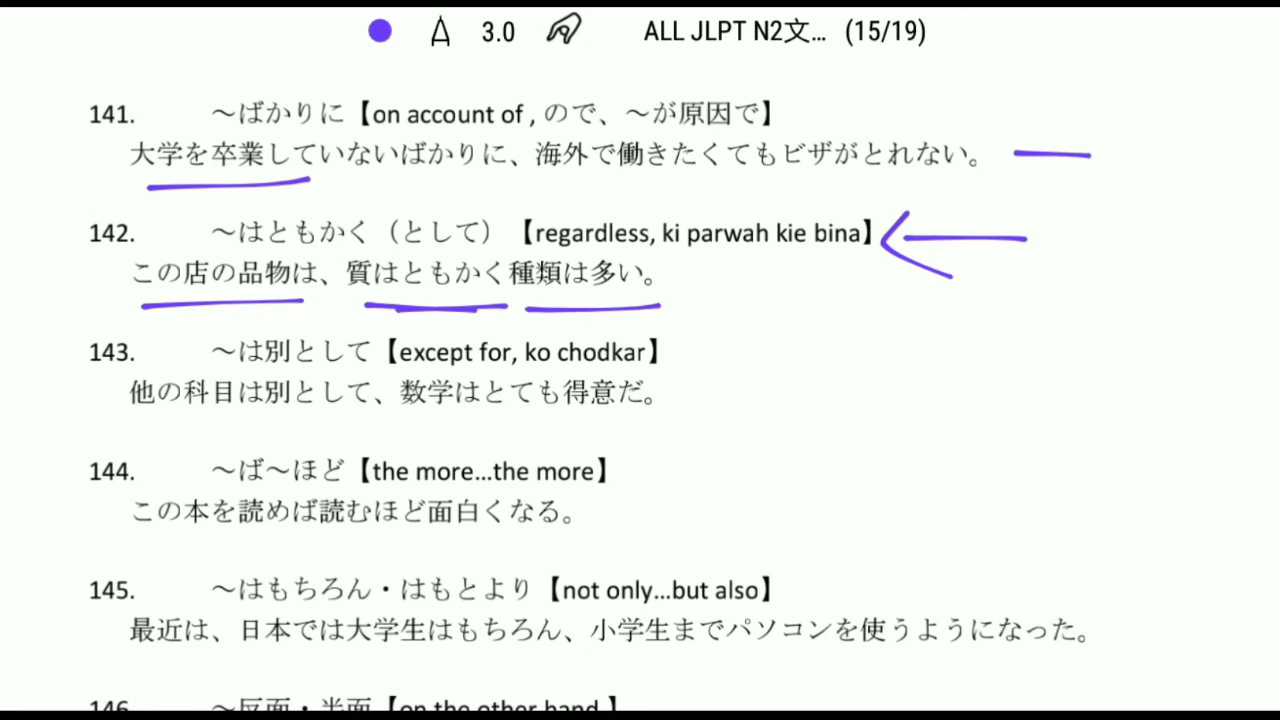 3.0 ALL JLPT N2文... (15/19)
141. ～ばかりに【on account of , ので、～が原因で】
大学を卒業していないばかりに、海外で働きたくてもビザがとれない。
142. ～はともかく（として）【regardless, ki parwah kie bina】
この店の品物は、質はともかく種類は多い。
143. ～は別として【except for, ko chodkar】
他の科目は別として、数学はとても得意だ。
144. ～ば～ほど【the more...the more】
この本を読めば読むほど面白くなる。
145. ～はもちろん・はもとより【not only...but also】
最近は、日本では大学生はもちろん、小学生までパソコンを使うようになった。
146. ～反面・半面【on the other hand 】